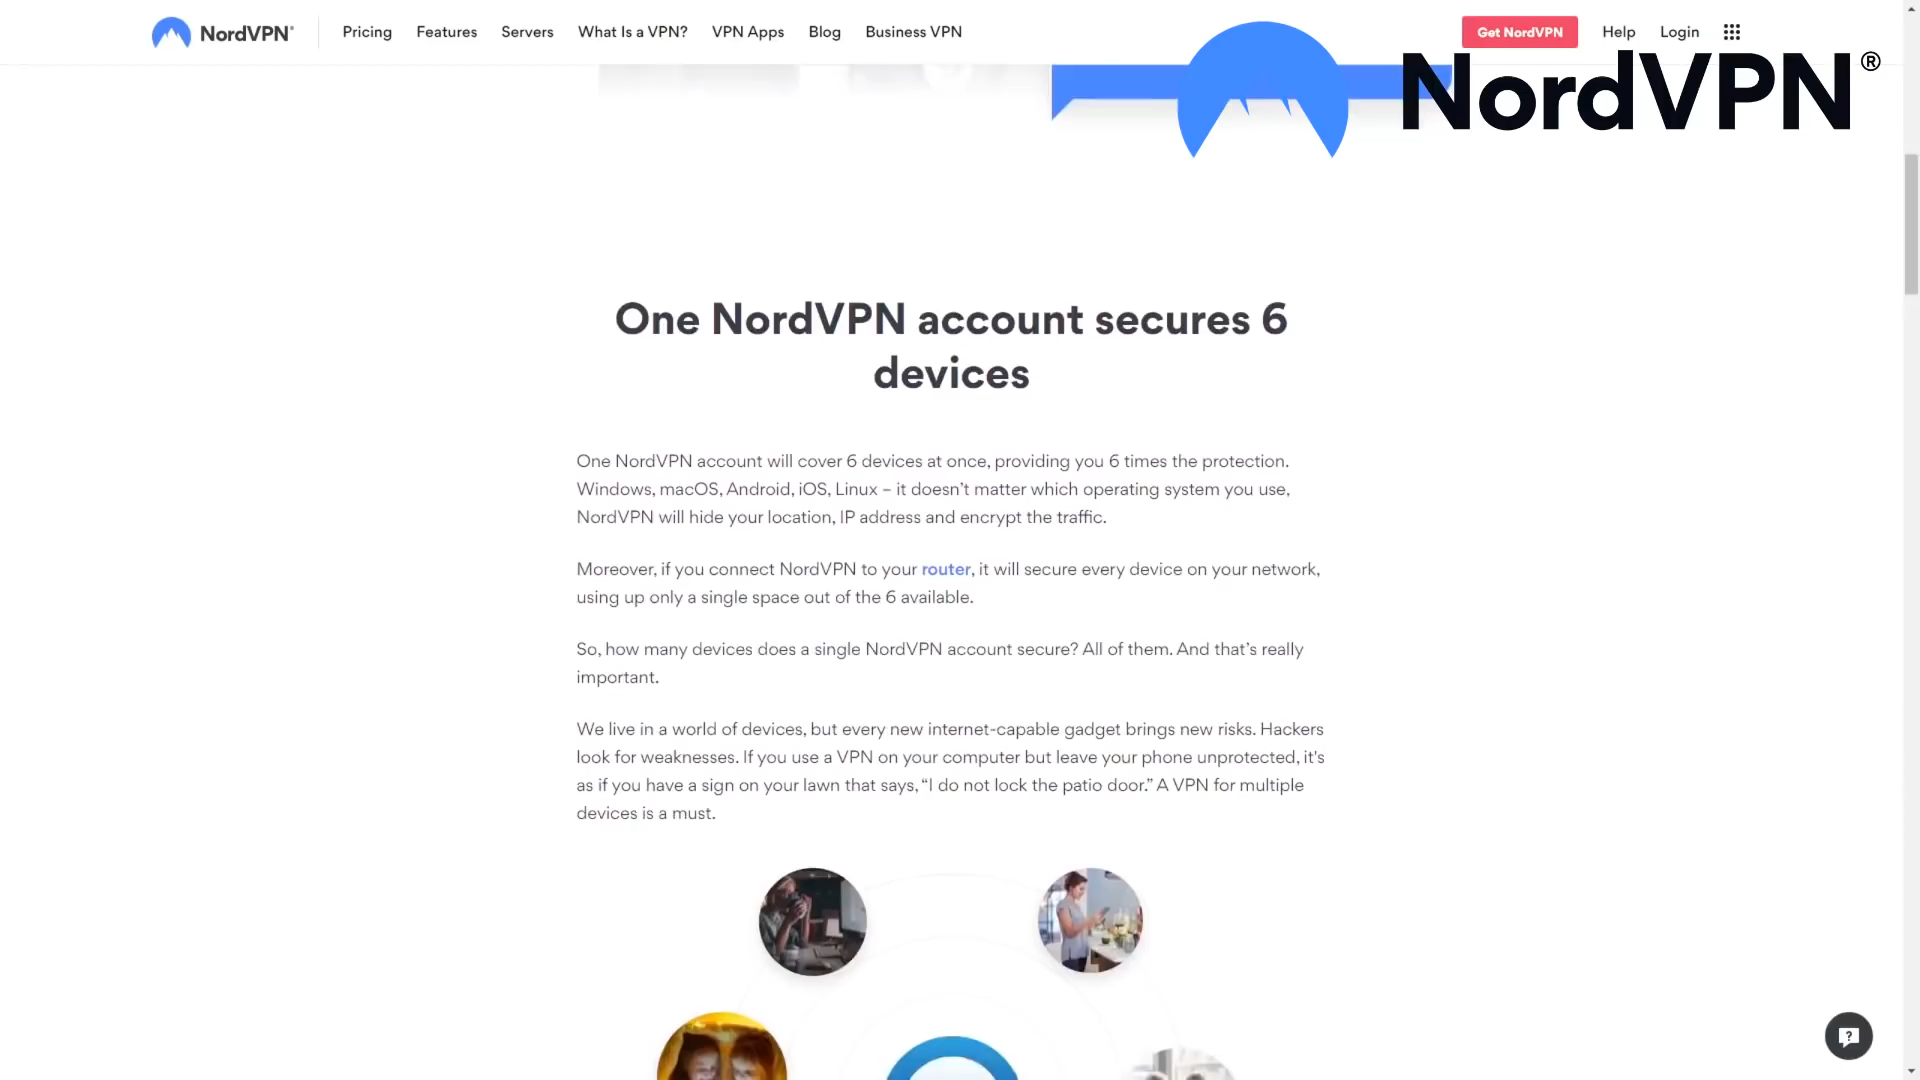 NordVPN®
Pricing Features Servers What Is a VPN? VPN Apps Blog Business VPN
Get NordVPN Help Login
NordVPN®
One NordVPN account secures 6
devices
One NordVPN account will cover 6 devices at once, providing you 6 times the protection.
Windows, macOS, Android, iOS, Linux – it doesn’t matter which operating system you use,
NordVPN will hide your location, IP address and encrypt the traffic.
Moreover, if you connect NordVPN to your router, it will secure every device on your network,
using up only a single space out of the 6 available.
So, how many devices does a single NordVPN account secure? All of them. And that’s really
important.
We live in a world of devices, but every new internet-capable gadget brings new risks. Hackers
look for weaknesses. If you use a VPN on your computer but leave your phone unprotected, it's
as if you have a sign on your lawn that says, “I do not lock the patio door.” A VPN for multiple
devices is a must.
?